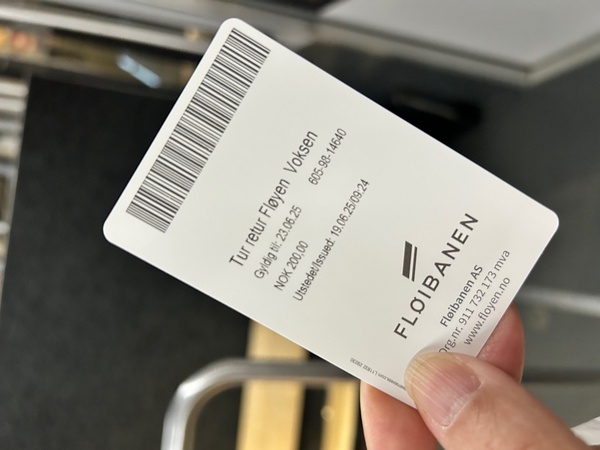 Tur retur Fløyen Voksen
Gyldig til: 23.06.25 605-98-14640
NOK 200,00
Utstedet/Issued: 19.06.25/09:24
FLØIBANEN
Fløibanen AS
Org.nr. 911 732 173 mva
www.floyen.no